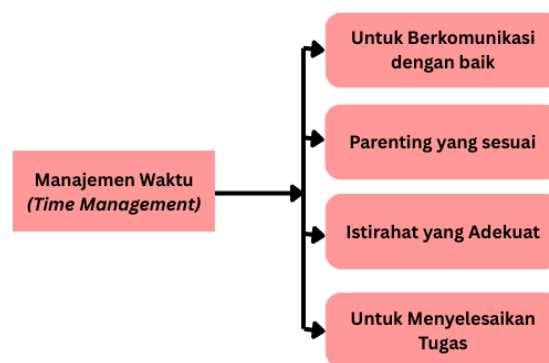 Untuk Berkomunikasi
dengan baik
Parenting yang sesuai
Manajemen Waktu
(Time Management)
Istirahat yang Adekuat
Untuk Menyelesaikan
Tugas